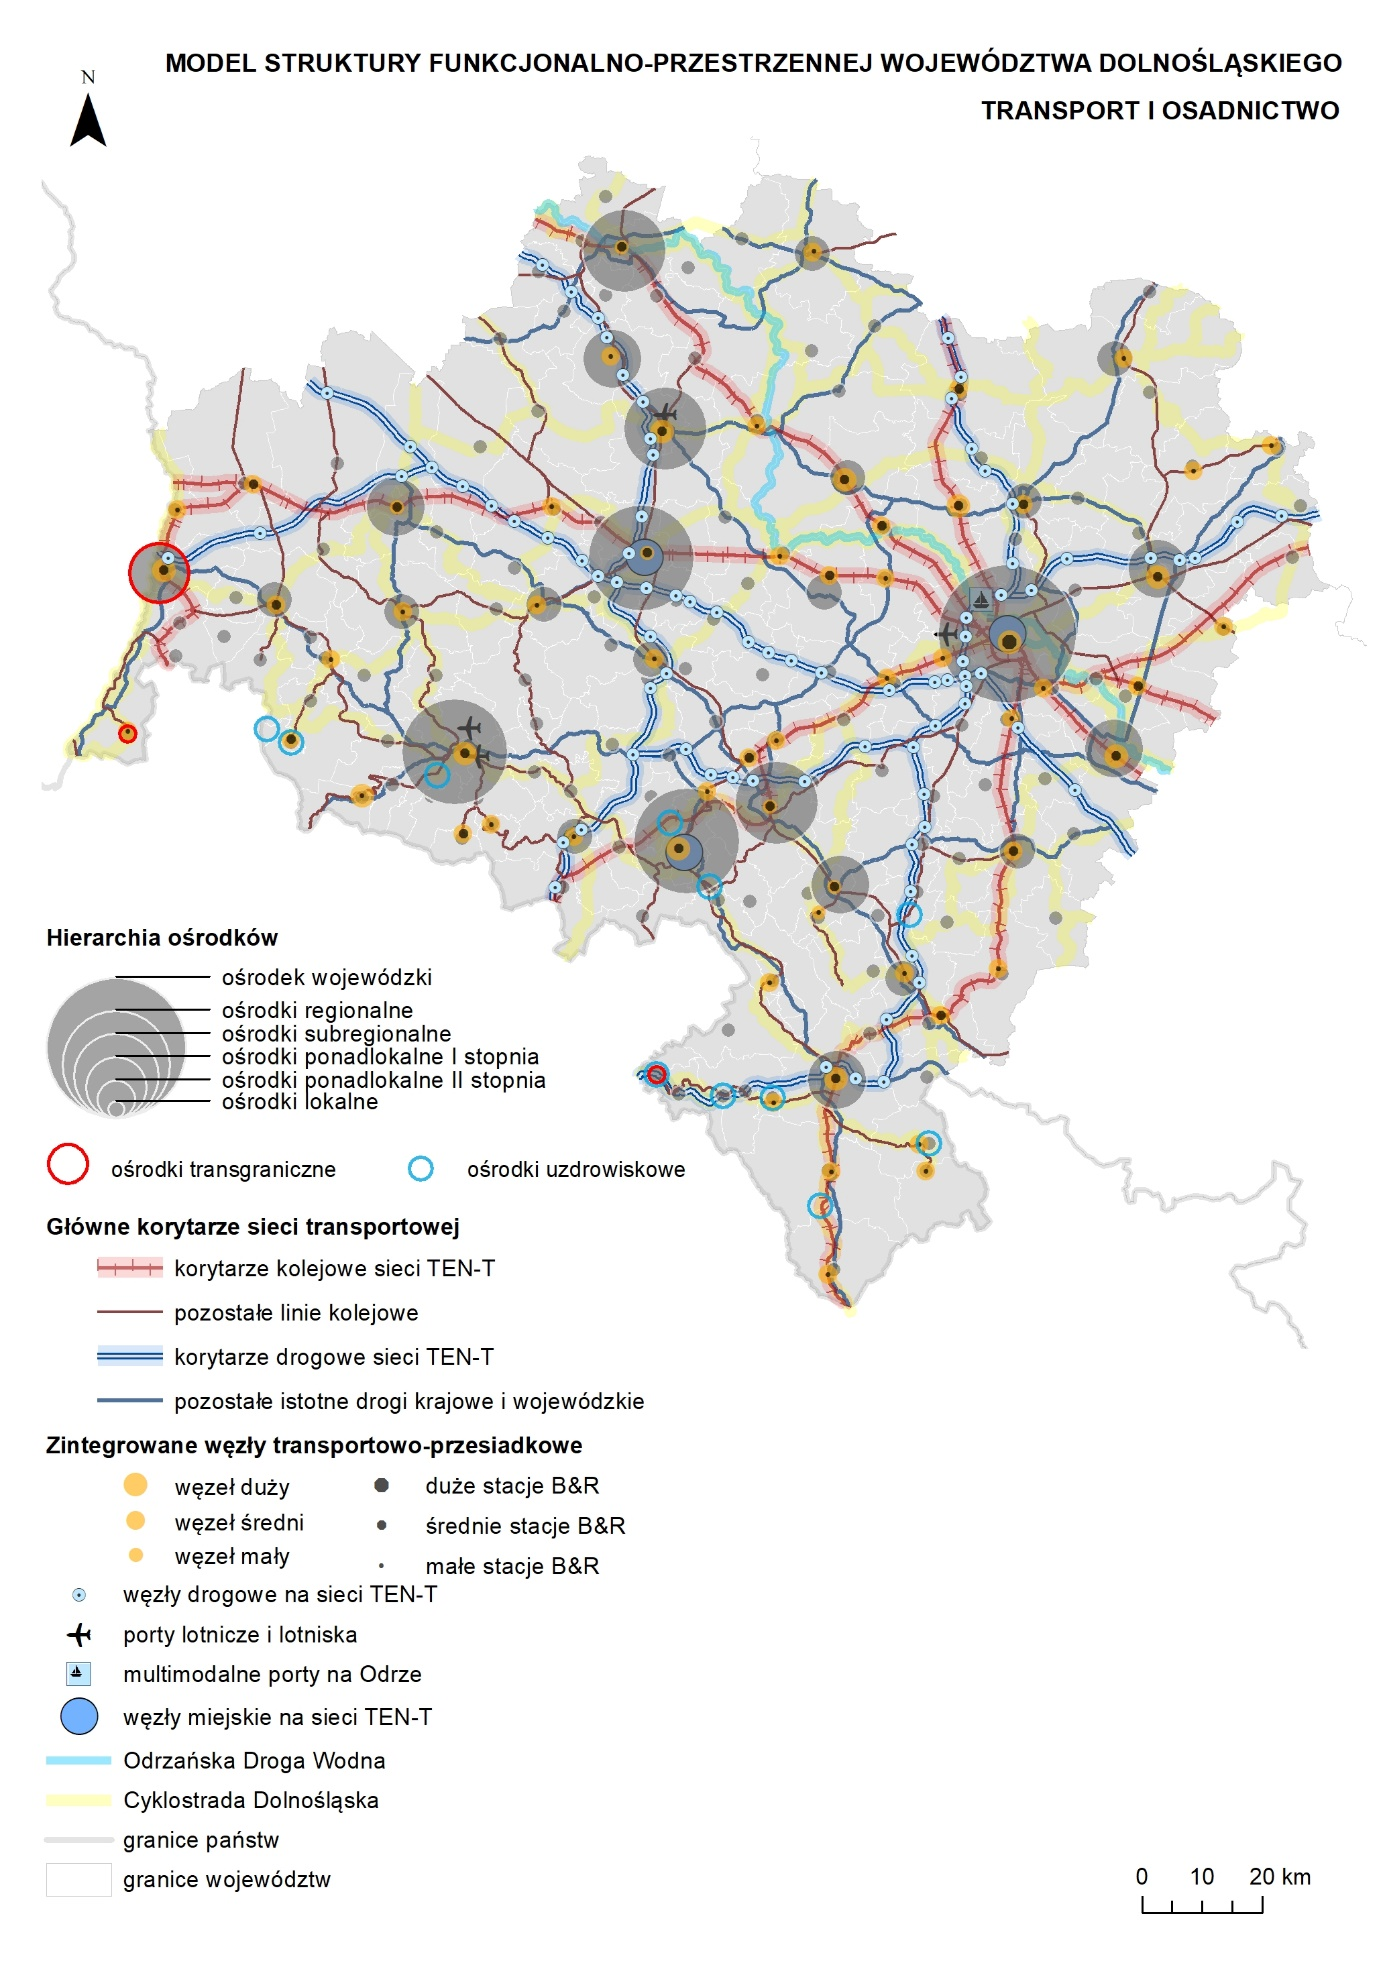 MODEL STRUKTURY FUNKCJONALNO-PRZESTRZENNEJ WOJEWÓDZTWA DOLNOŚLĄSKIEGO
TRANSPORT I OSADNICTWO
N
Hierarchia ośrodków
ośrodek wojewódzki
ośrodki regionalne
ośrodki subregionalne
ośrodki ponadlokalne I stopnia
ośrodki ponadlokalne II stopnia
ośrodki lokalne
ośrodki transgraniczne ośrodki uzdrowiskowe
Główne korytarze sieci transportowej
korytarze kolejowe sieci TEN-T
pozostałe linie kolejowe
korytarze drogowe sieci TEN-T
pozostałe istotne drogi krajowe i wojewódzkie
Zintegrowane węzły transportowo-przesiadkowe
węzeł duży duże stacje B&R
węzeł średni średnie stacje B&R
węzeł mały małe stacje B&R
węzły drogowe na sieci TEN-T
porty lotnicze i lotniska
multimodalne porty na Odrze
węzły miejskie na sieci TEN-T
Odrzańska Droga Wodna
Cyklostrada Dolnośląska
granice państw
granice województw
0 10 20 km